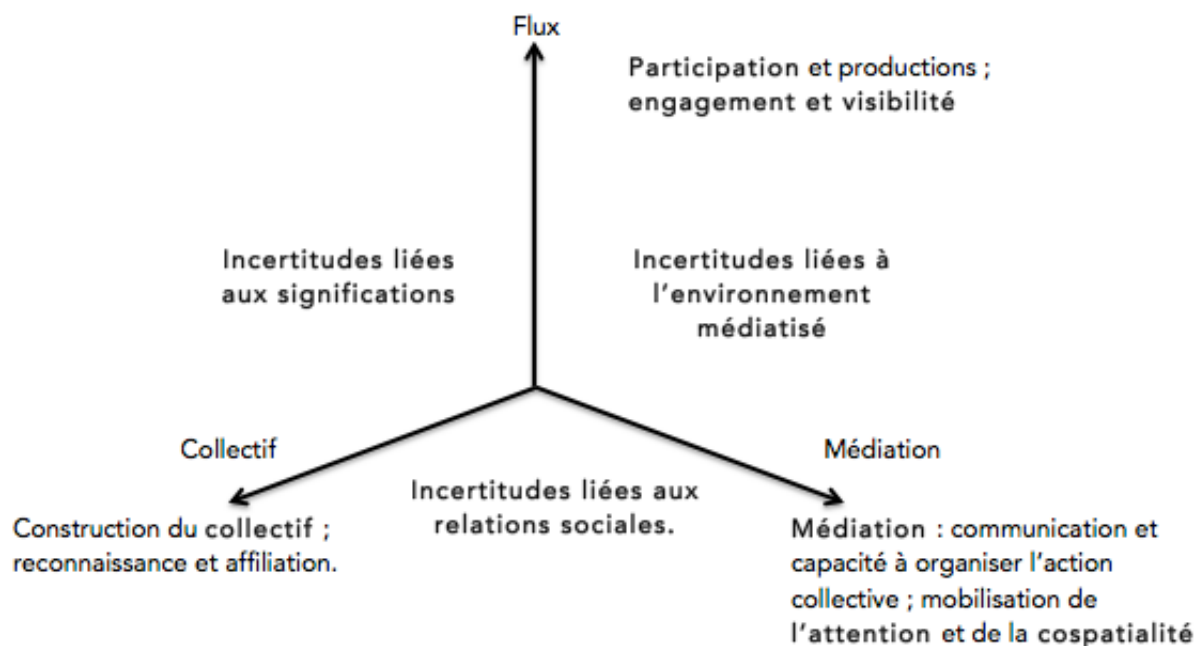 Flux
Participation et productions ;
engagement et visibilité
Incertitudes liées
aux significations
Incertitudes liées à
l'environnement
médiatisé
Collectif
Médiation
Incertitudes liées aux
relations sociales.
Construction du collectif ;
reconnaissance et affiliation.
Médiation : communication et
capacité à organiser l'action
collective ; mobilisation de
l'attention et de la cospatialité